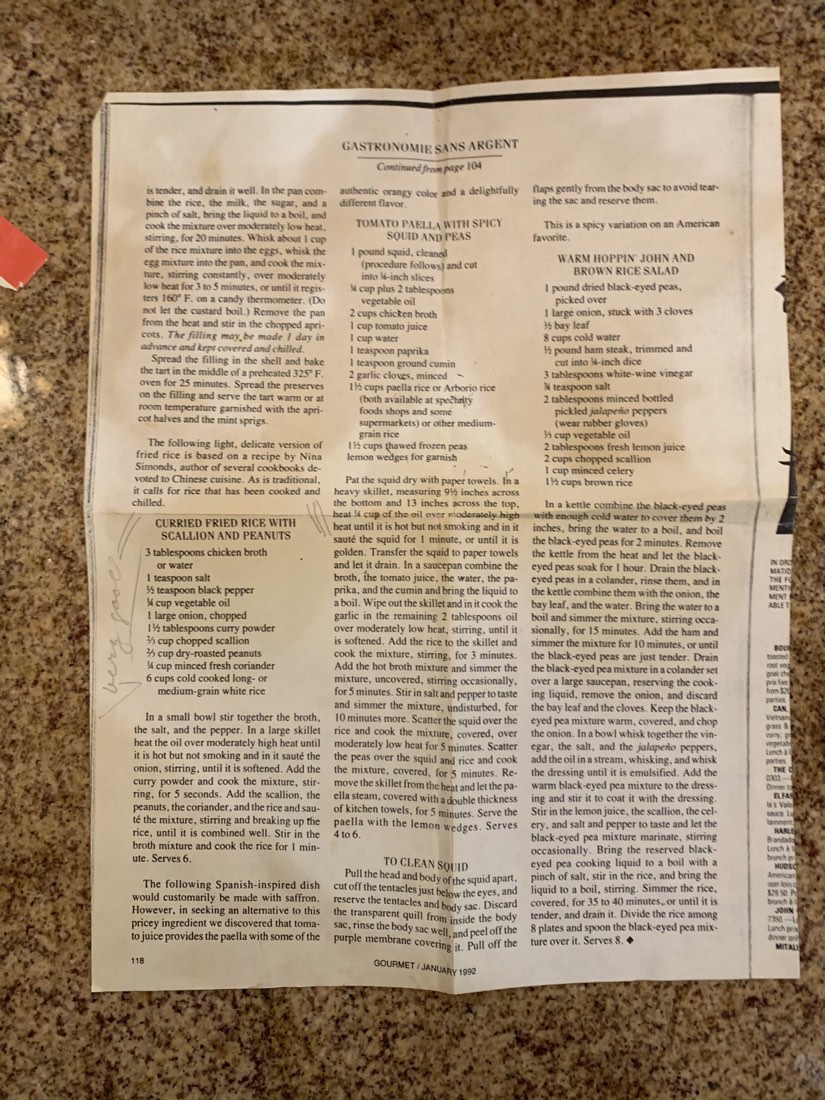 GASTRONOMIE SANS ARGENT
Continued from page 104
is tender, and drain it well. In the pan com-
bine the rice, the milk, the sugar, and a
pinch of salt, bring the liquid to a boil, and
cook the mixture over moderately low heat,
stirring, for 20 minutes. Whisk about 1 cup
of the rice mixture into the eggs, whisk the
egg mixture into the pan, and cook the mix-
ture, stirring constantly, over moderately
low heat for 3 to 5 minutes, or until it regis-
ters 160° F. on a candy thermometer. (Do
not let the custard boil.) Remove the pan
from the heat and stir in the chopped apri-
cots. The filling may be made 1 day in
advance and kept covered and chilled.
Spread the filling in the shell and bake
the tart in the middle of a preheated 325° F.
oven for 25 minutes. Spread the preserves
on the filling and serve the tart warm or at
room temperature garnished with the apri-
cot halves and the mint sprigs.
The following light, delicate version of
fried rice is based on a recipe by Nina
Simonds, author of several cookbooks de-
voted to Chinese cuisine. As is traditional,
it calls for rice that has been cooked and
chilled.
CURRIED FRIED RICE WITH
SCALLION AND PEANUTS
very good
3 tablespoons chicken broth
or water
1 teaspoon salt
½ teaspoon black pepper
¼ cup vegetable oil
1 large onion, chopped
1½ tablespoons curry powder
⅔ cup chopped scallion
⅔ cup dry-roasted peanuts
¼ cup minced fresh coriander
6 cups cold cooked long- or
medium-grain white rice
In a small bowl stir together the broth,
the salt, and the pepper. In a large skillet
heat the oil over moderately high heat until
it is hot but not smoking and in it sauté the
onion, stirring, until it is softened. Add the
curry powder and cook the mixture, stir-
ring, for 5 seconds. Add the scallion, the
peanuts, the coriander, and the rice and sau-
té the mixture, stirring and breaking up the
rice, until it is combined well. Stir in the
broth mixture and cook the rice for 1 min-
ute. Serves 6.
The following Spanish-inspired dish
would customarily be made with saffron.
However, in seeking an alternative to this
pricey ingredient we discovered that toma-
to juice provides the paella with some of the
authentic orangy color and a delightfully
different flavor.
TOMATO PAELLA WITH SPICY
SQUID AND PEAS
1 pound squid, cleaned
(procedure follows) and cut
into ¼-inch slices
¼ cup plus 2 tablespoons
vegetable oil
2 cups chicken broth
1 cup tomato juice
1 cup water
1 teaspoon paprika
1 teaspoon ground cumin
2 garlic cloves, minced
1½ cups paella rice or Arborio rice
(both available at specialty
foods shops and some
supermarkets) or other medium-
grain rice
1½ cups thawed frozen peas
lemon wedges for garnish
Pat the squid dry with paper towels. In a
heavy skillet, measuring 9½ inches across
the bottom and 13 inches across the top,
heat ¼ cup of the oil over moderately high
heat until it is hot but not smoking and in it
sauté the squid for 1 minute, or until it is
golden. Transfer the squid to paper towels
and let it drain. In a saucepan combine the
broth, the tomato juice, the water, the pa-
prika, and the cumin and bring the liquid to
a boil. Wipe out the skillet and in it cook the
garlic in the remaining 2 tablespoons oil
over moderately low heat, stirring, until it
is softened. Add the rice to the skillet and
cook the mixture, stirring, for 3 minutes.
Add the hot broth mixture and simmer the
mixture, uncovered, stirring occasionally,
for 5 minutes. Stir in salt and pepper to taste
and simmer the mixture, undisturbed, for
10 minutes more. Scatter the squid over the
rice and cook the mixture, covered, over
moderately low heat for 5 minutes. Scatter
the peas over the squid and rice and cook
the mixture, covered, for 5 minutes. Re-
move the skillet from the heat and let the pa-
ella steam, covered with a double thickness
of kitchen towels, for 5 minutes. Serve the
paella with the lemon wedges. Serves
4 to 6.
TO CLEAN SQUID
Pull the head and body of the squid apart,
cut off the tentacles just below the eyes, and
reserve the tentacles and body sac. Discard
the transparent quill from inside the body
sac, rinse the body sac well, and peel off the
purple membrane covering it. Pull off the
flaps gently from the body sac to avoid tear-
ing the sac and reserve them.
This is a spicy variation on an American
favorite.
WARM HOPPIN' JOHN AND
BROWN RICE SALAD
1 pound dried black-eyed peas,
picked over
1 large onion, stuck with 3 cloves
½ bay leaf
8 cups cold water
½ pound ham steak, trimmed and
cut into ¼-inch dice
3 tablespoons white-wine vinegar
¾ teaspoon salt
2 tablespoons minced bottled
pickled jalapeño peppers
(wear rubber gloves)
⅓ cup vegetable oil
2 tablespoons fresh lemon juice
2 cups chopped scallion
1 cup minced celery
1½ cups brown rice
In a kettle combine the black-eyed peas
with enough cold water to cover them by 2
inches, bring the water to a boil, and boil
the black-eyed peas for 2 minutes. Remove
the kettle from the heat and let the black-
eyed peas soak for 1 hour. Drain the black-
eyed peas in a colander, rinse them, and in
the kettle combine them with the onion, the
bay leaf, and the water. Bring the water to a
boil and simmer the mixture, stirring occa-
sionally, for 15 minutes. Add the ham and
simmer the mixture for 10 minutes, or until
the black-eyed peas are just tender. Drain
the black-eyed pea mixture in a colander set
over a large saucepan, reserving the cook-
ing liquid, remove the onion, and discard
the bay leaf and the cloves. Keep the black-
eyed pea mixture warm, covered, and chop
the onion. In a bowl whisk together the vin-
egar, the salt, and the jalapeño peppers,
add the oil in a stream, whisking, and whisk
the dressing until it is emulsified. Add the
warm black-eyed pea mixture to the dress-
ing and stir it to coat it with the dressing.
Stir in the lemon juice, the scallion, the cel-
ery, and salt and pepper to taste and let the
black-eyed pea mixture marinate, stirring
occasionally. Bring the reserved black-
eyed pea cooking liquid to a boil with a
pinch of salt, stir in the rice, and bring the
liquid to a boil, stirring. Simmer the rice,
covered, for 35 to 40 minutes, or until it is
tender, and drain it. Divide the rice among
8 plates and spoon the black-eyed pea mix-
ture over it. Serves 8. ◆
118
GOURMET / JANUARY 1992